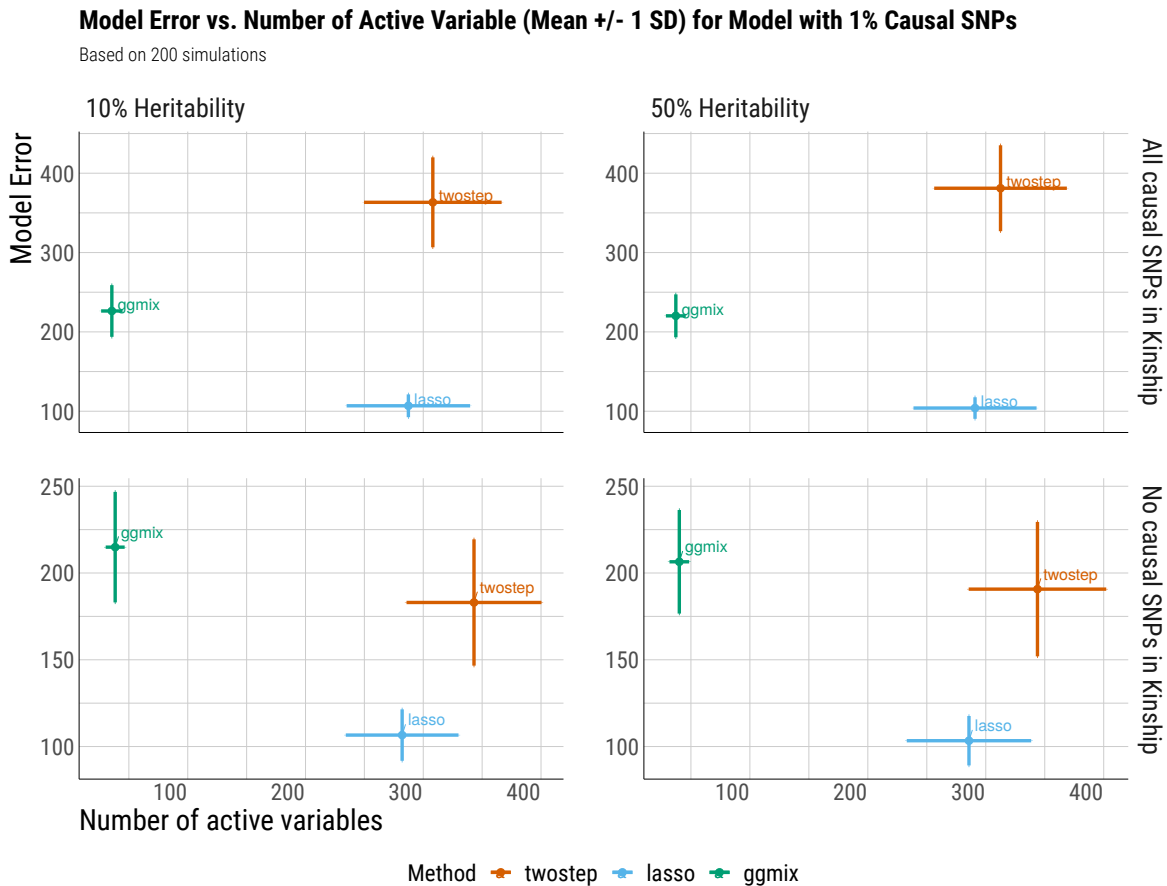 Model Error vs. Number of Active Variable (Mean +/- 1 SD) for Model with 1% Causal SNPs
Based on 200 simulations
10% Heritability
50% Heritability
Model Error
400
300
200
100
twostep
ggmix
lasso
400
300
200
100
twostep
ggmix
lasso
All causal SNPs in Kinship
250
200
150
100
ggmix
twostep
lasso
250
200
150
100
ggmix
twostep
lasso
No causal SNPs in Kinship
100 200 300 400
100 200 300 400
Number of active variables
Method twostep lasso ggmix